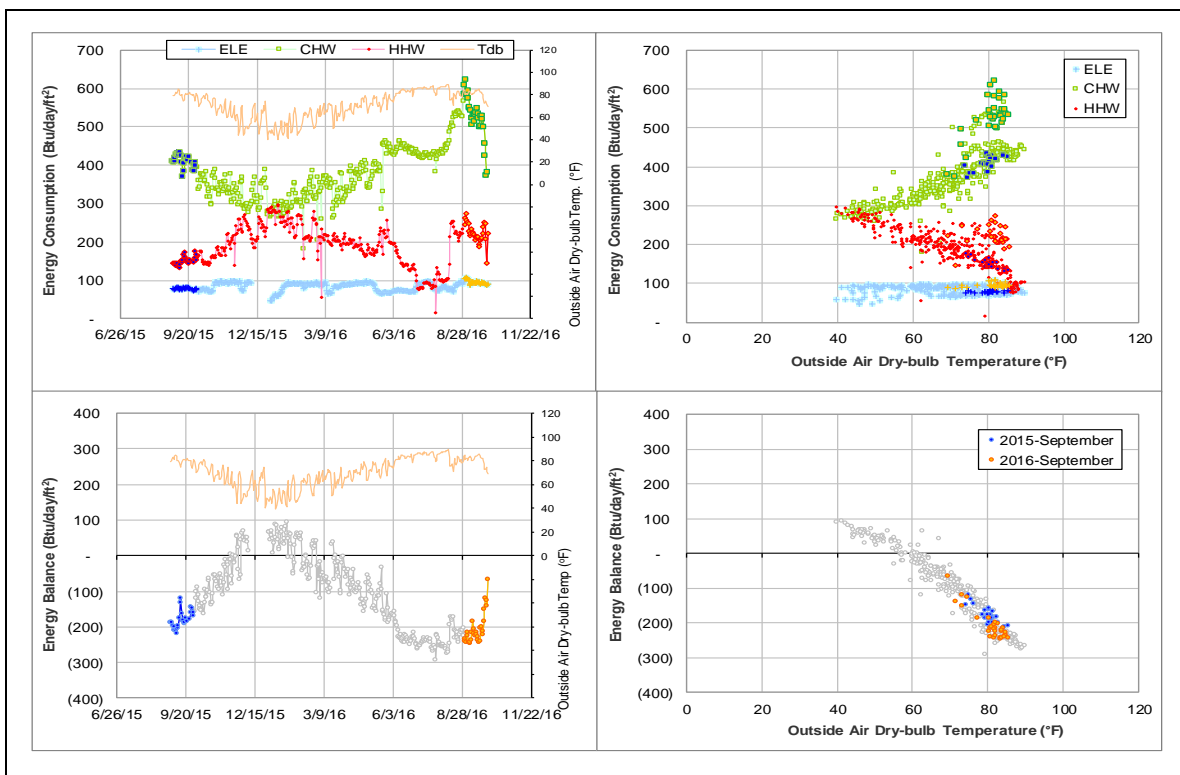 ELE CHW HHW Tdb
Energy Consumption (Btu/day/ft²)
700
600
500
400
300
200
100
-
120
100
80
60
40
20
0
Outside Air Dry-bulb Temp. (°F)
6/26/15 9/20/15 12/15/15 3/9/16 6/3/16 8/28/16 11/22/16
ELE
CHW
HHW
Energy Consumption (Btu/day/ft²)
700
600
500
400
300
200
100
-
0 20 40 60 80 100 120
Outside Air Dry-bulb Temperature (°F)
Energy Balance (Btu/day/ft²)
400
300
200
100
-
(100)
(200)
(300)
(400)
120
100
80
60
40
20
0
Outside Air Dry-bulb Temp (°F)
6/26/15 9/20/15 12/15/15 3/9/16 6/3/16 8/28/16 11/22/16
2015-September
2016-September
Energy Balance (Btu/day/ft²)
400
300
200
100
-
(100)
(200)
(300)
(400)
0 20 40 60 80 100 120
Outside Air Dry-bulb Temperature (°F)